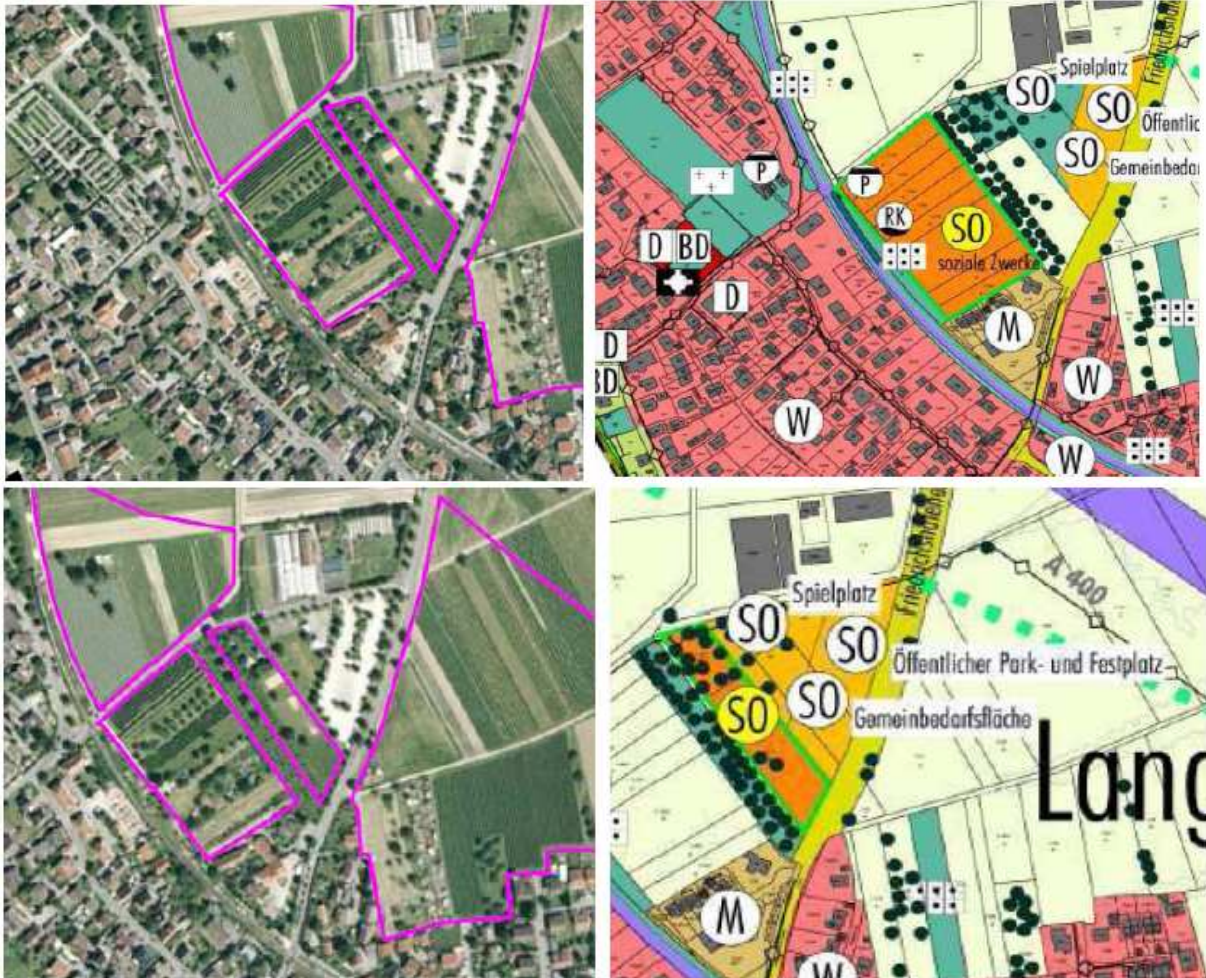 Spielplatz
SO
SO
Öffentlic
SO
Gemeinbedar
P
P
RK
SO
soziale Zwecke
D BD
D
M
D
BD
W
W
W
A 400
Spielplatz
SO
SO
Öffentlicher Park- und Festplatz
SO
SO
Gemeinbedarfsfläche
Lang
M
W